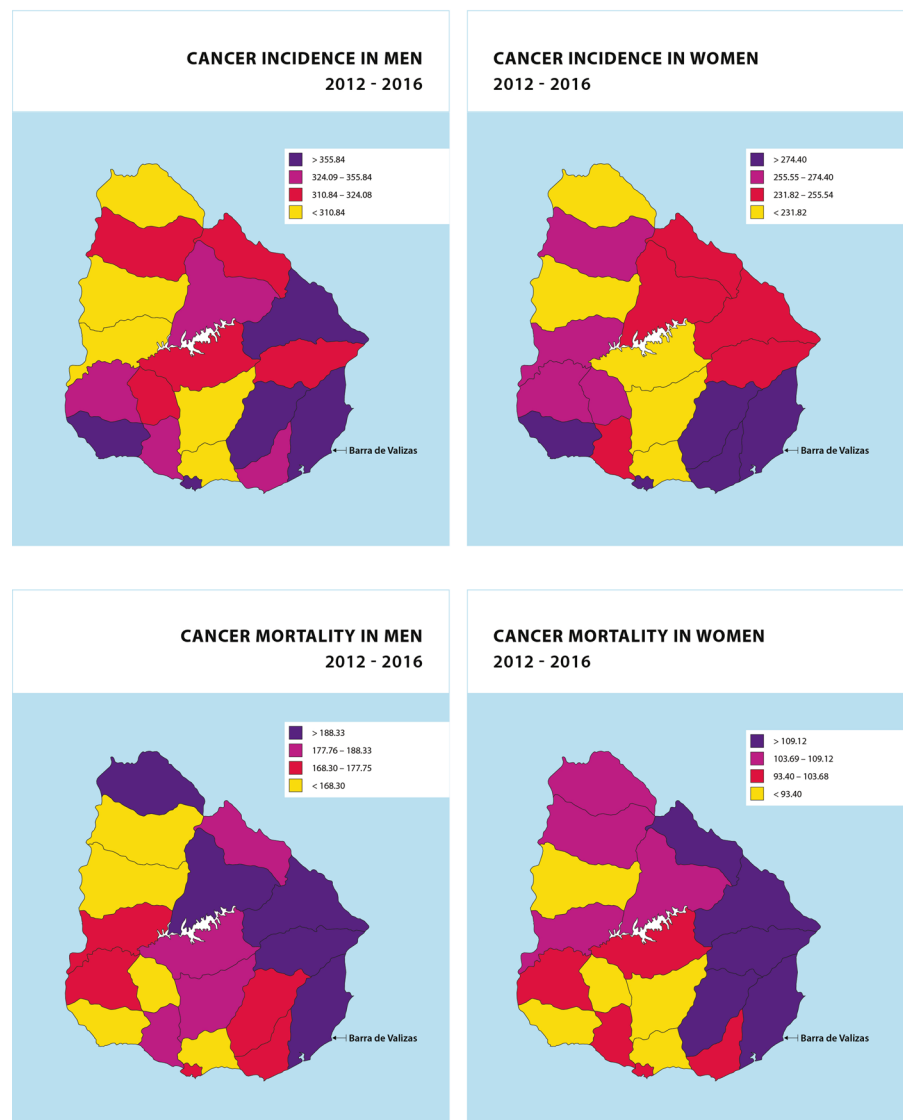 CANCER INCIDENCE IN MEN
2012 - 2016
> 355.84
324.09 – 355.84
310.84 – 324.08
< 310.84
Barra de Valizas
CANCER INCIDENCE IN WOMEN
2012 - 2016
> 274.40
255.55 – 274.40
231.82 – 255.54
< 231.82
Barra de Valizas
CANCER MORTALITY IN MEN
2012 - 2016
> 188.33
177.76 – 188.33
168.30 – 177.75
< 168.30
Barra de Valizas
CANCER MORTALITY IN WOMEN
2012 - 2016
> 109.12
103.69 – 109.12
93.40 – 103.68
< 93.40
Barra de Valizas